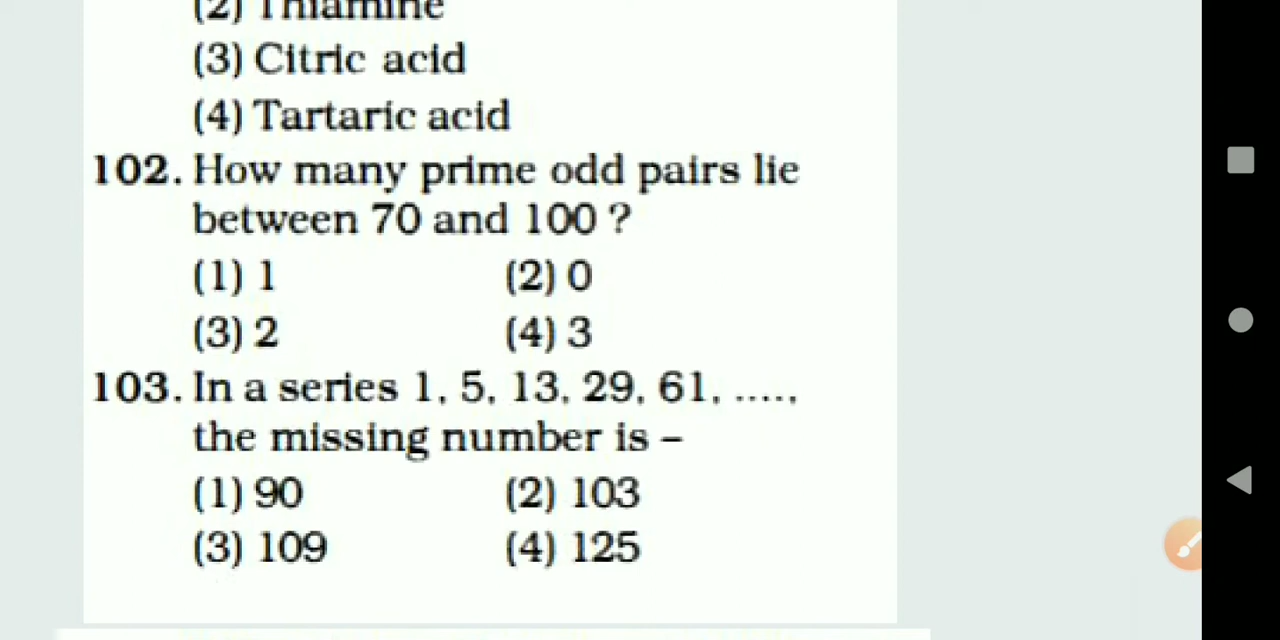 (2) Thiamine
(3) Citric acid
(4) Tartaric acid
102. How many prime odd pairs lie
between 70 and 100 ?
(1) 1 (2) 0
(3) 2 (4) 3
103. In a series 1, 5, 13, 29, 61, ....,
the missing number is –
(1) 90 (2) 103
(3) 109 (4) 125